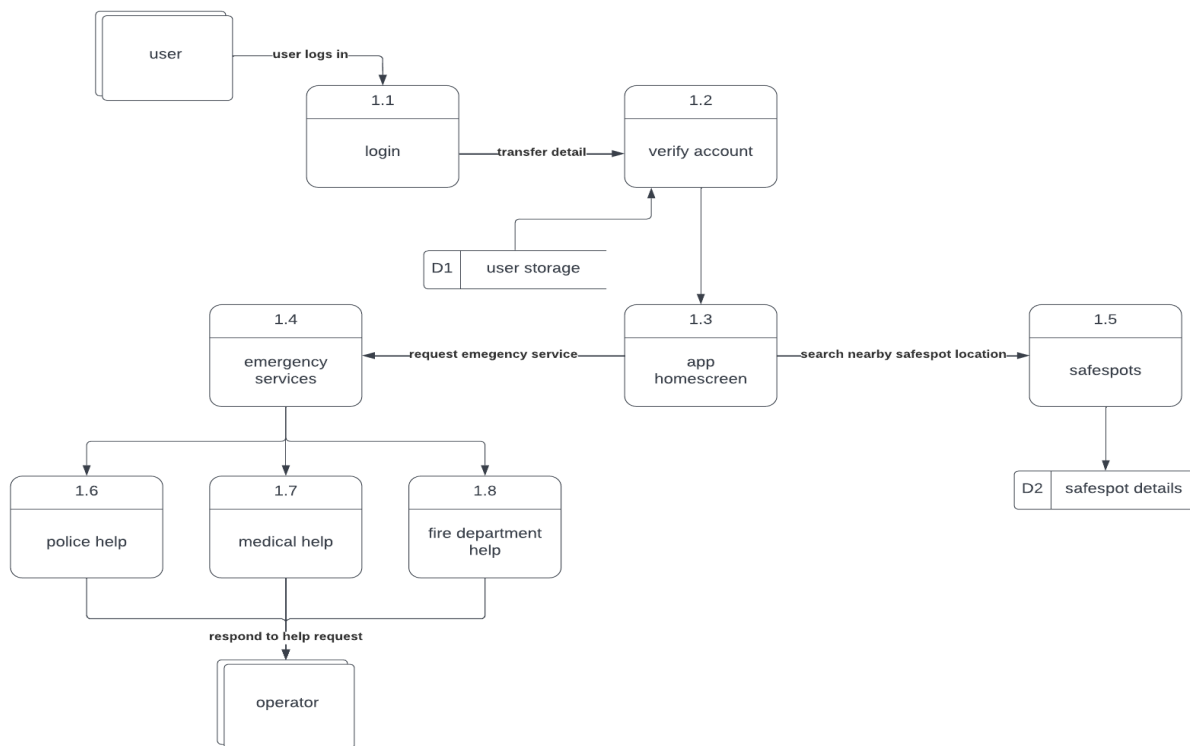 user
user logs in
1.1
login
transfer detail
1.2
verify account
D1
user storage
1.4
emergency
services
request emegency service
1.3
app
homescreen
search nearby safespot location
1.5
safespots
1.6
police help
1.7
medical help
1.8
fire department
help
D2
safespot details
respond to help request
operator